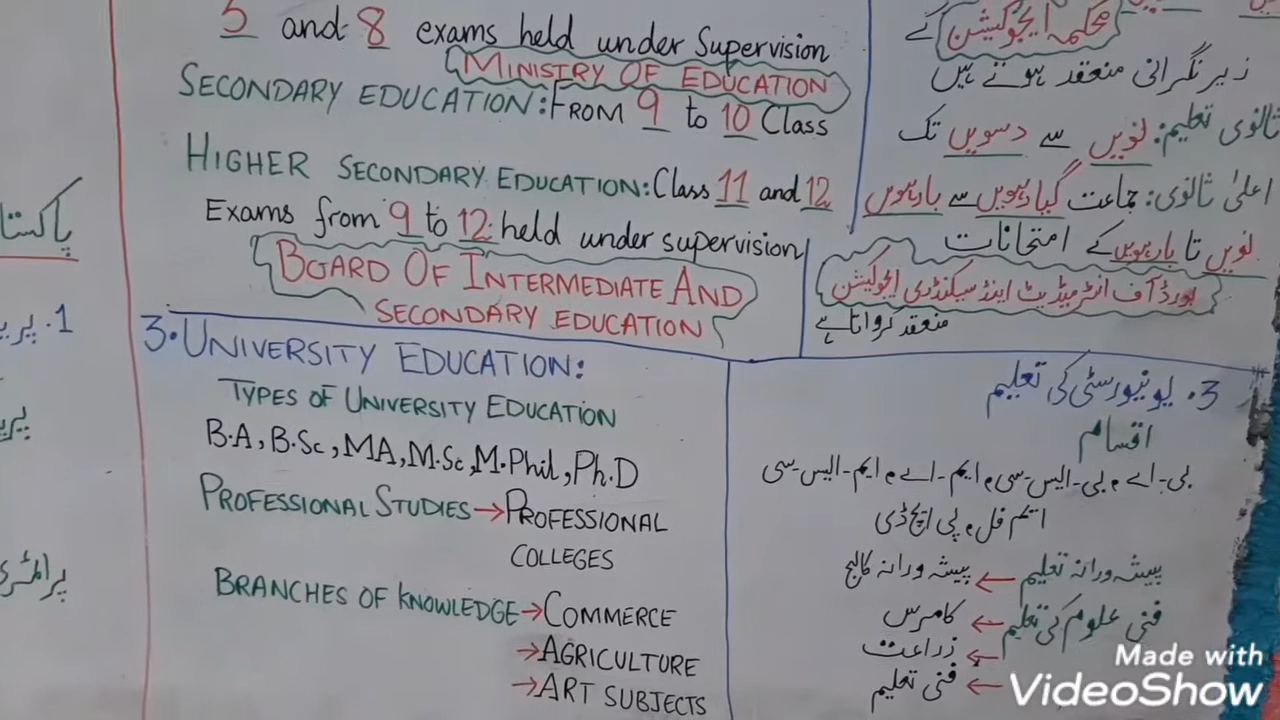 5 and 8 exams held under Supervision
MINISTRY OF EDUCATION
SECONDARY EDUCATION: FROM 9 to 10 Class
HIGHER SECONDARY EDUCATION: Class 11 and 12
Exams from 9 to 12 held under supervision
BOARD OF INTERMEDIATE AND
SECONDARY EDUCATION
محکمہ ایجوکیشن کے
زیر نگرانی منعقد ہوتے ہیں
ثانوی تعلیم: نویں سے دسویں تک
اعلیٰ ثانوی: جماعت گیارہویں سے بارہویں
نویں تا بارہویں کے امتحانات
بورڈ آف انٹرمیڈیٹ اینڈ سیکنڈری ایجوکیشن
منعقد کرواتا ہے
3. UNIVERSITY EDUCATION:
TYPES OF UNIVERSITY EDUCATION
B.A, B.Sc, MA, M.Sc, M.Phil, Ph.D
PROFESSIONAL STUDIES → PROFESSIONAL
COLLEGES
BRANCHES OF KNOWLEDGE → COMMERCE
→ AGRICULTURE
→ ART SUBJECTS
3. یونیورسٹی کی تعلیم
اقسام
بی-اے، بی-ایس-سی، ایم-اے، ایم-ایس-سی
ایم فل، پی ایچ ڈی
پیشہ ورانہ تعلیم ← پیشہ ورانہ کالج
فنی علوم کی تعلیم ← کامرس
← زراعت
← فنی تعلیم
Made with
VideoShow